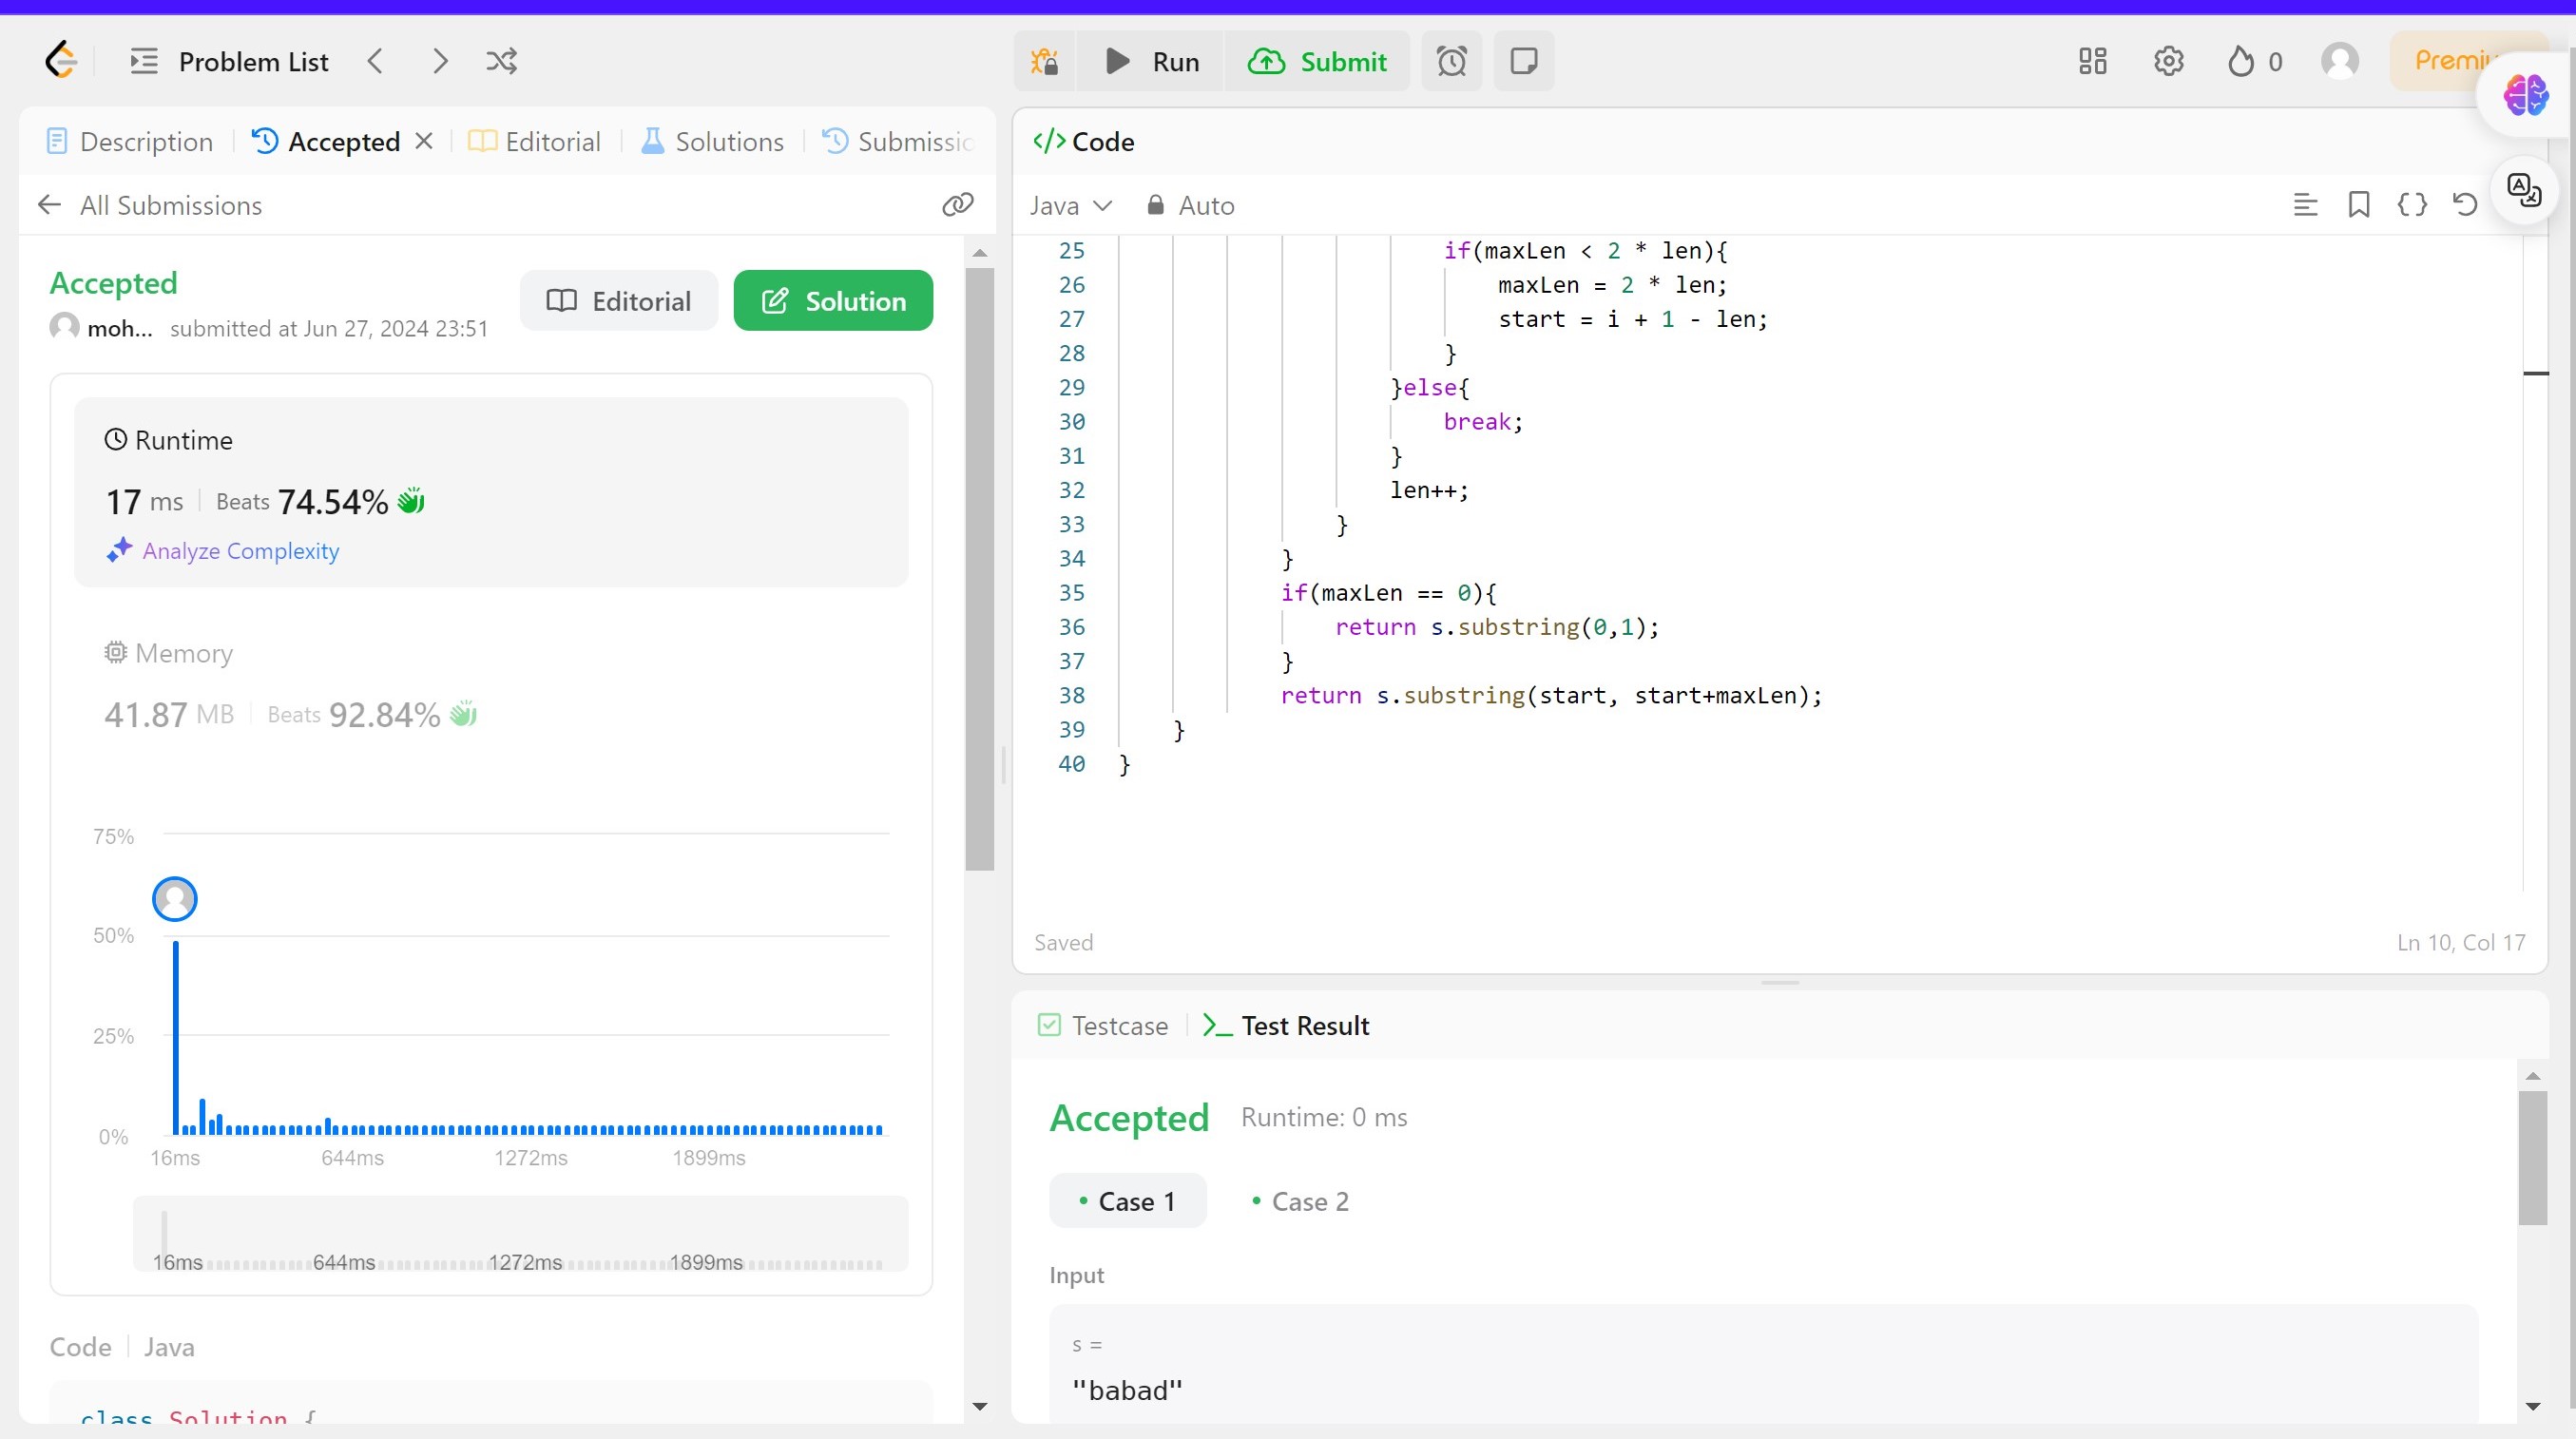 Problem List
Run
Submit
0
Description
Accepted
Editorial
Solutions
All Submissions
Accepted
moh... submitted at Jun 27, 2024 23:51
Editorial
Solution
Runtime
17 ms Beats 74.54%
Analyze Complexity
Memory
41.87 MB Beats 92.84%
75%
50%
25%
0%
16ms 644ms 1272ms 1899ms
16ms 644ms 1272ms 1899ms
Code Java
class Solution {
</> Code
Java Auto
25 if(maxLen < 2 * len){
26 maxLen = 2 * len;
27 start = i + 1 - len;
28 }
29 }else{
30 break;
31 }
32 len++;
33 }
34 }
35 if(maxLen == 0){
36 return s.substring(0,1);
37 }
38 return s.substring(start, start+maxLen);
39 }
40 }
Saved
Ln 10, Col 17
Testcase
Test Result
Accepted Runtime: 0 ms
Case 1
Case 2
Input
s =
"babad"